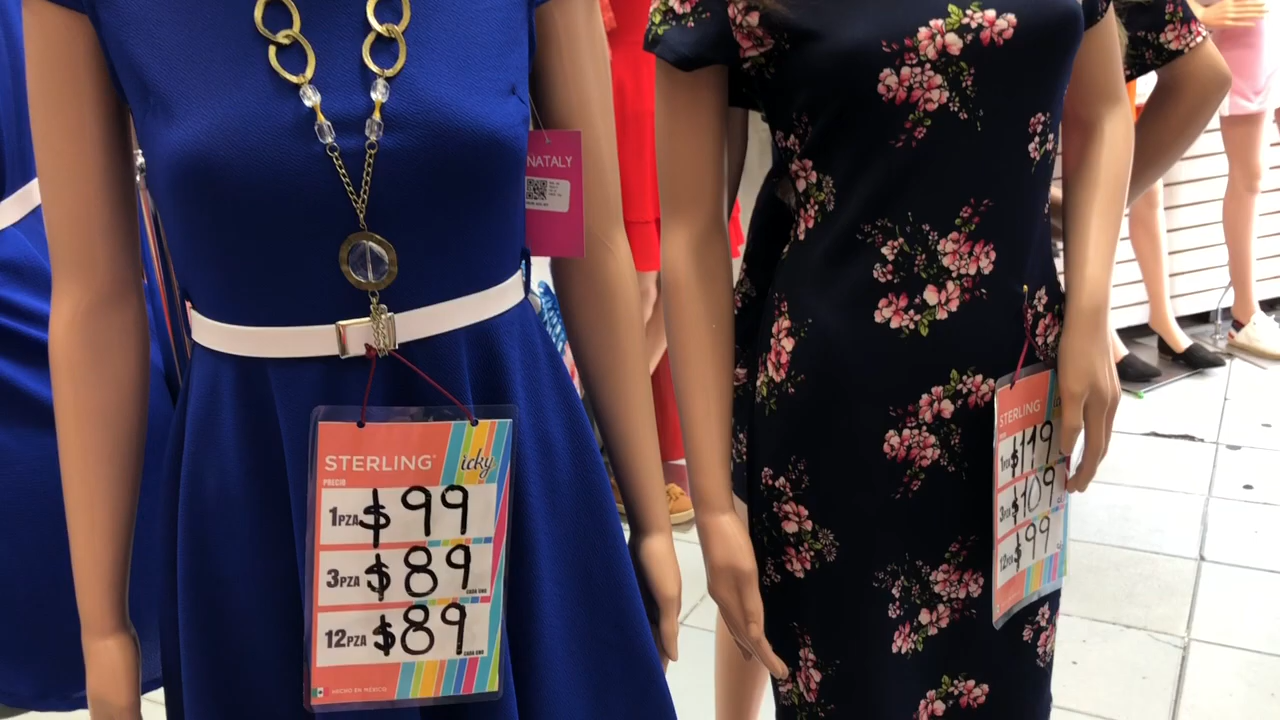 NATALY
STERLING® icky
PRECIO
1PZA $99
3PZA $89 CADA UNO
12PZA $89 CADA UNO
HECHO EN MÉXICO
STERLING
1PZA $119
3PZA $109
12PZA $99